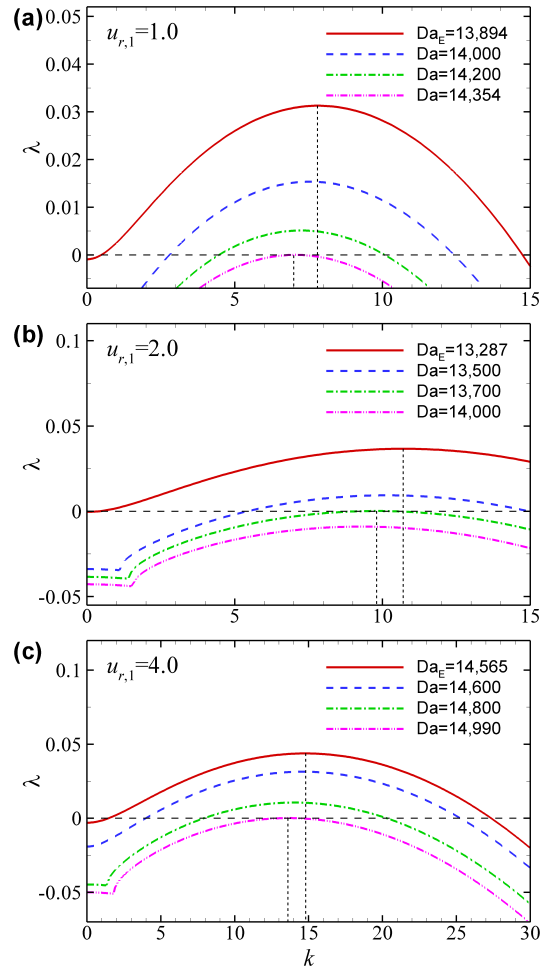 (a)
u_{r,1}=1.0
Da_E=13,894
Da=14,000
Da=14,200
Da=14,354
λ
0.05
0.04
0.03
0.02
0.01
0
0 5 10 15
(b)
u_{r,1}=2.0
Da_E=13,287
Da=13,500
Da=13,700
Da=14,000
λ
0.1
0.05
0
-0.05
0 5 10 15
(c)
u_{r,1}=4.0
Da_E=14,565
Da=14,600
Da=14,800
Da=14,990
λ
0.1
0.05
0
-0.05
0 5 10 15 20 25 30
k